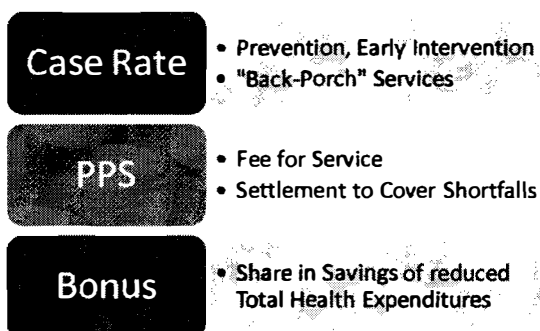 Case Rate
• Prevention, Early Intervention
• "Back-Porch" Services
PPS
• Fee for Service
• Settlement to Cover Shortfalls
Bonus
• Share in Savings of reduced
Total Health Expenditures